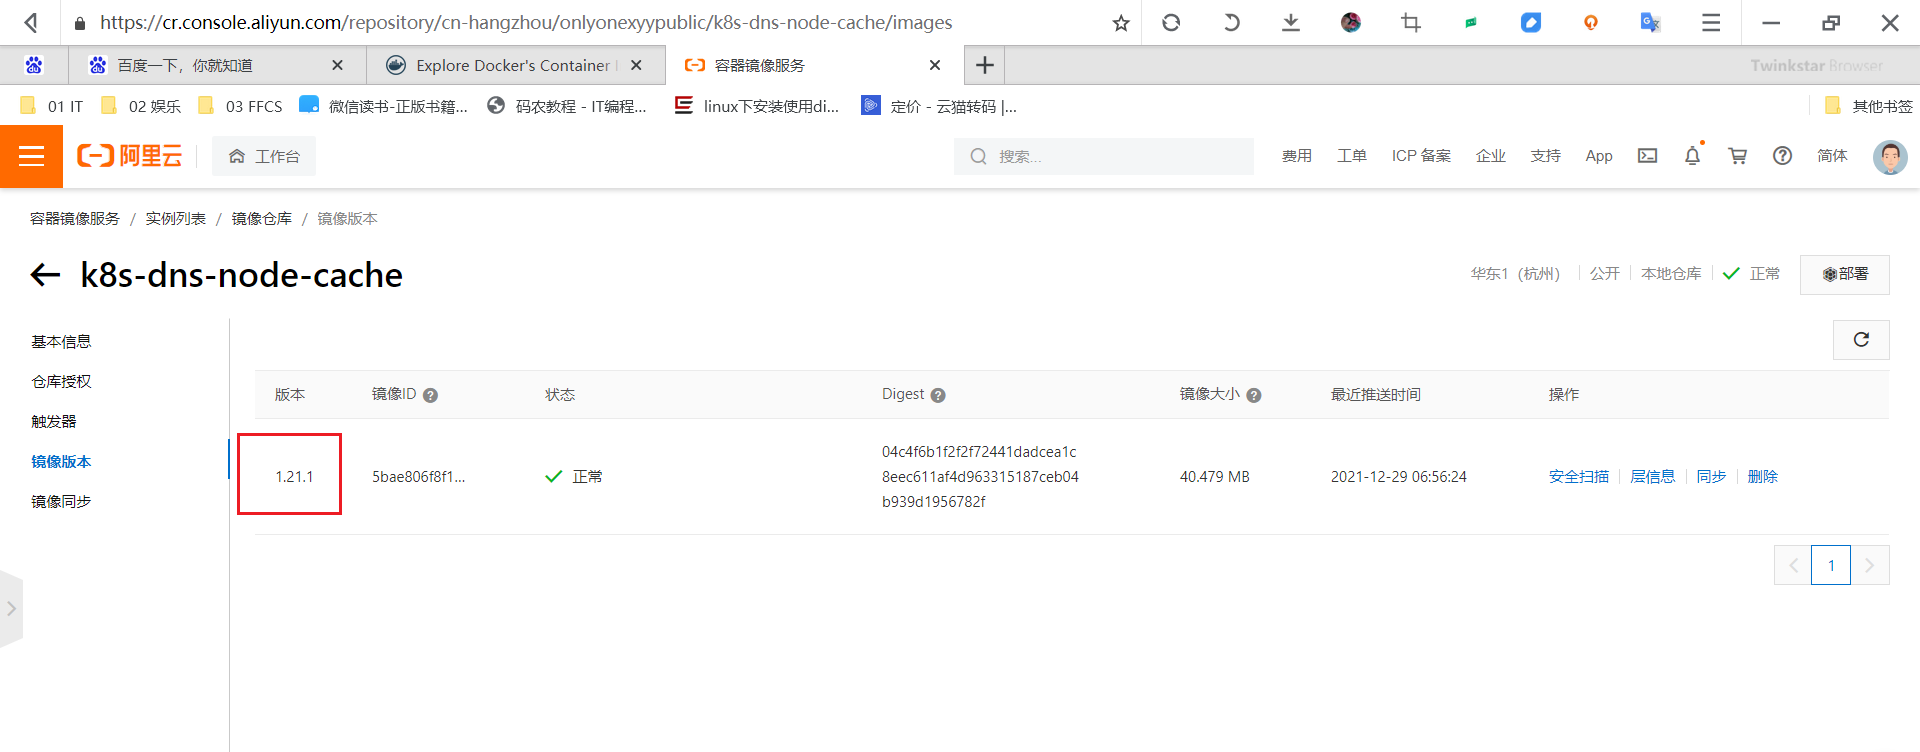 https://cr.console.aliyun.com/repository/cn-hangzhou/onlyonexyypublic/k8s-dns-node-cache/images
百度一下，你就知道
Explore Docker's Container
容器镜像服务
Twinkstar Browser
01 IT
02 娱乐
03 FFCS
微信读书-正版书籍...
码农教程 - IT编程...
linux下安装使用di...
定价 - 云猫转码 |...
其他书签
阿里云
工作台
搜索...
费用
工单
ICP 备案
企业
支持
App
简体
容器镜像服务 / 实例列表 / 镜像仓库 / 镜像版本
k8s-dns-node-cache
华东1（杭州）
公开
本地仓库
正常
部署
基本信息
仓库授权
触发器
镜像版本
镜像同步
版本
镜像ID
状态
Digest
镜像大小
最近推送时间
操作
1.21.1
5bae806f8f1...
正常
04c4f6b1f2f2f72441dadcea1c
8eec611af4d963315187ceb04
b939d1956782f
40.479 MB
2021-12-29 06:56:24
安全扫描
层信息
同步
删除
1